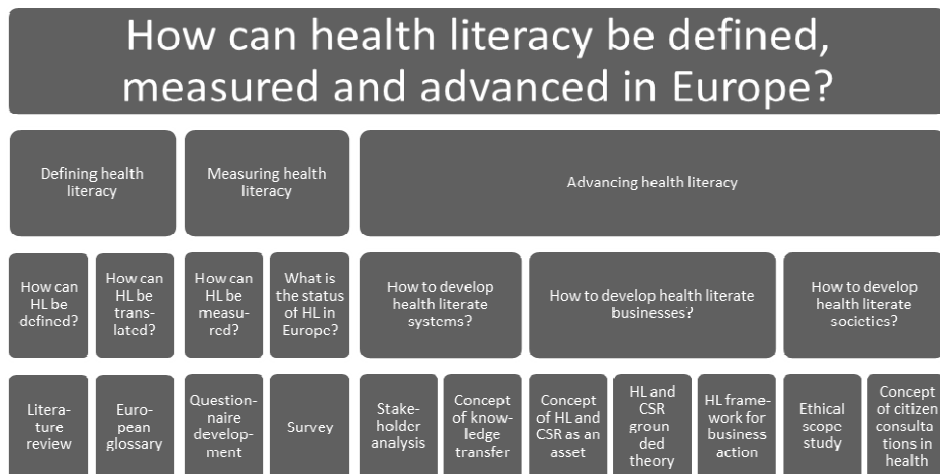 How can health literacy be defined,
measured and advanced in Europe?
Defining health
literacy
Measuring health
literacy
Advancing health literacy
How can
HL be
defined?
How can
HL be
trans-
lated?
How can
HL be
measu-
red?
What is
the status
of HL in
Europe?
How to develop
health literate
systems?
How to develop health literate
businesses?
How to develop
health literate
societies?
Litera-
ture
review
Euro-
pean
glossary
Question-
naire
develop-
ment
Survey
Stake-
holder
analysis
Concept
of know-
ledge
transfer
Concept
of HL and
CSR as an
asset
HL and
CSR
groun
ded
theory
HL frame-
work for
business
action
Ethical
scope
study
Concept
of citizen
consulta
tions in
health